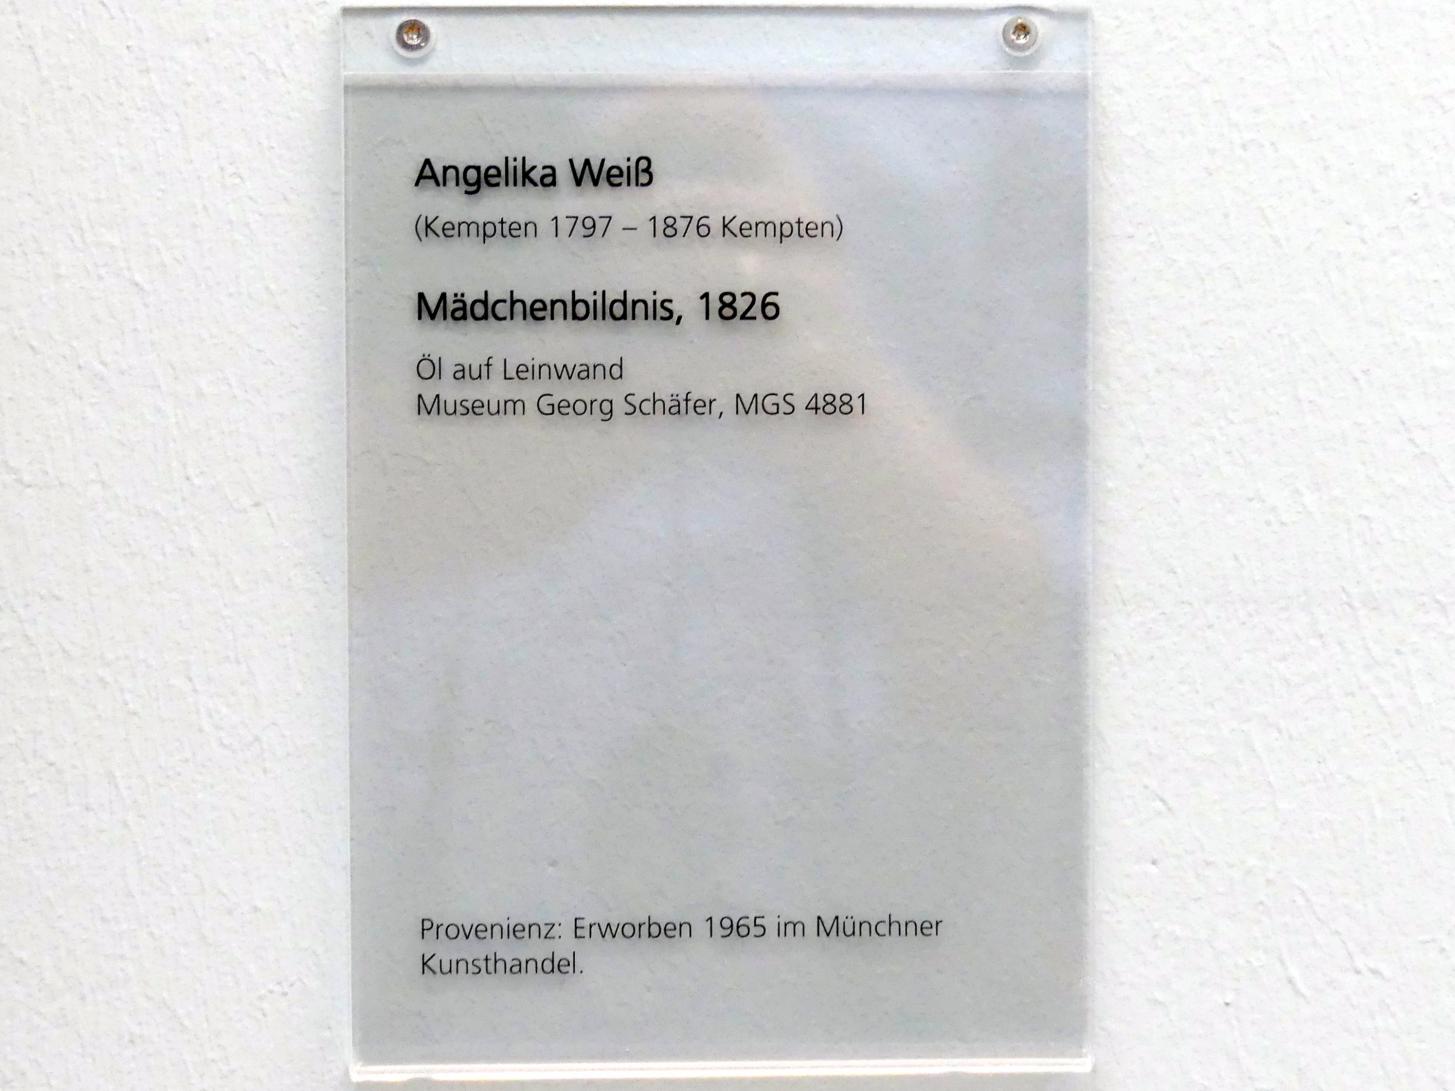 Angelika Weiß
(Kempten 1797 – 1876 Kempten)
Mädchenbildnis, 1826
Öl auf Leinwand
Museum Georg Schäfer, MGS 4881
Provenienz: Erworben 1965 im Münchner
Kunsthandel.